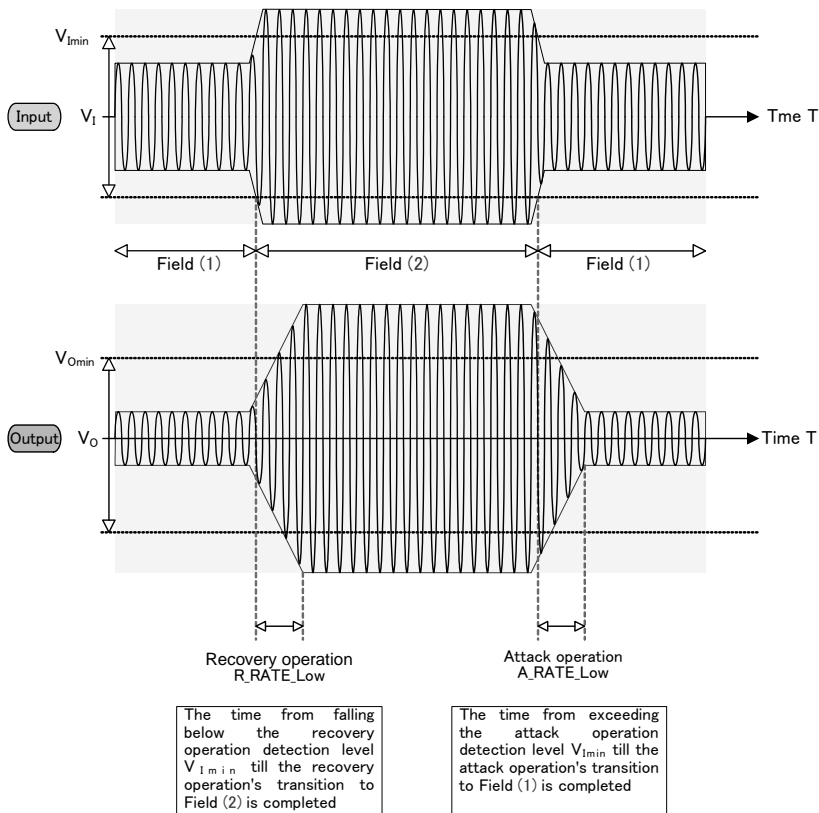 VImin
Input
VI
Tme T
Field (1)
Field (2)
Field (1)
VOmin
Output
VO
Time T
Recovery operation
R_RATE_Low
Attack operation
A_RATE_Low
The time from falling
below the recovery
operation detection level
VImin till the recovery
operation's transition to
Field (2) is completed
The time from exceeding
the attack operation
detection level VImin till the
attack operation's transition
to Field (1) is completed